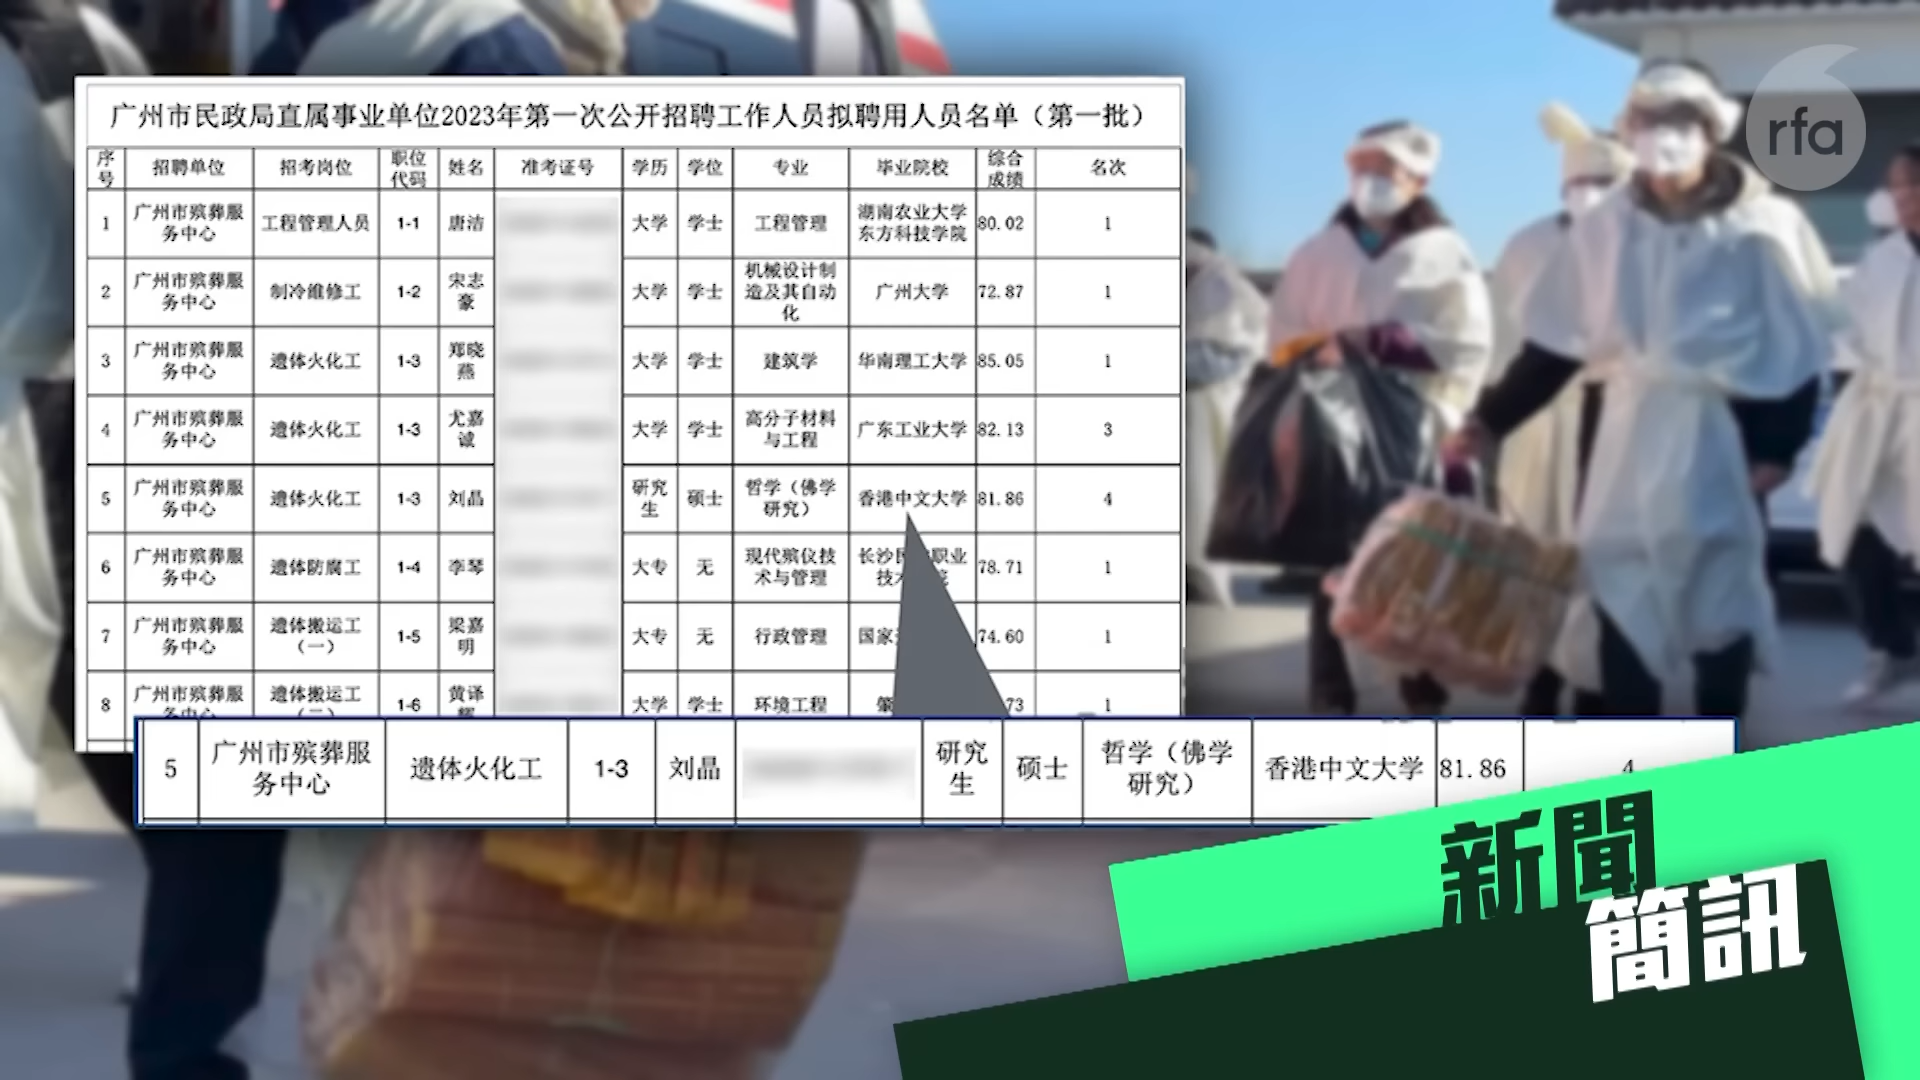 rfa
广州市民政局直属事业单位2023年第一次公开招聘工作人员拟聘用人员名单（第一批）
序号 招聘单位 招考岗位 职位代码 姓名 准考证号 学历 学位 专业 毕业院校 综合成绩 名次
1 广州市殡葬服务中心 工程管理人员 1-1 唐洁 大学 学士 工程管理 湖南农业大学东方科技学院 80.02 1
2 广州市殡葬服务中心 制冷维修工 1-2 宋志豪 大学 学士 机械设计制造及其自动化 广州大学 72.87 1
3 广州市殡葬服务中心 遗体火化工 1-3 郑晓燕 大学 学士 建筑学 华南理工大学 85.05 1
4 广州市殡葬服务中心 遗体火化工 1-3 尤嘉诚 大学 学士 高分子材料与工程 广东工业大学 82.13 3
5 广州市殡葬服务中心 遗体火化工 1-3 刘晶 研究生 硕士 哲学（佛学研究） 香港中文大学 81.86 4
6 广州市殡葬服务中心 遗体防腐工 1-4 李琴 大专 无 现代殡仪技术与管理 长沙 职业技 78.71 1
7 广州市殡葬服务中心 遗体搬运工（一） 1-5 梁嘉明 大专 无 行政管理 国家 74.60 1
8 广州市殡葬服务中心 遗体搬运工（二） 1-6 黄译 大学 学士 环境工程 肇 73 1
5 广州市殡葬服务中心 遗体火化工 1-3 刘晶 研究生 硕士 哲学（佛学研究） 香港中文大学 81.86 4
新聞
簡訊